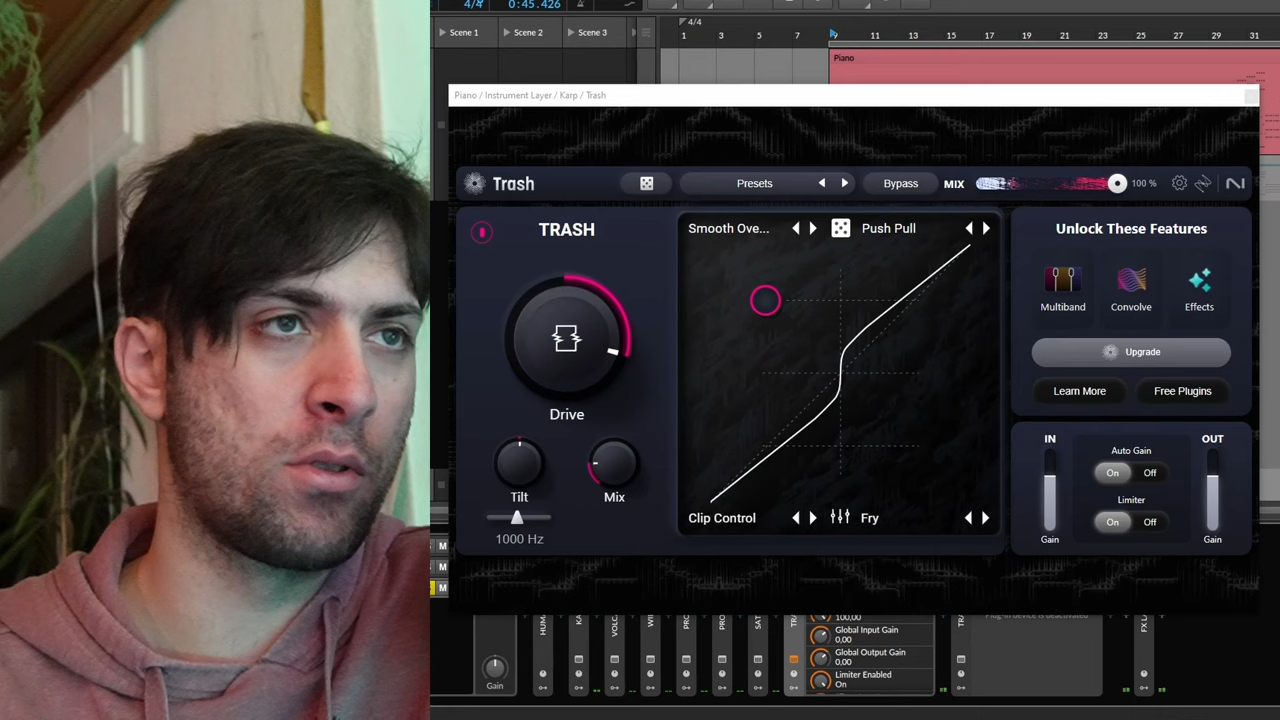 4/4 0:45.426
Scene 1 Scene 2 Scene 3
4/4
1 3 5 7 9 11 13 15 17 19 21 23 25 27 29 31
Piano
Piano / Instrument Layer / Karp / Trash
Trash Presets Bypass MIX 100 %
TRASH
Smooth Ove... Push Pull
Unlock These Features
Multiband Convolve Effects
Upgrade
Learn More Free Plugins
Drive
Tilt Mix
1000 Hz
Clip Control Fry
IN OUT
Auto Gain
On Off
Limiter
On Off
Gain Gain
M
M
M
Gain
100,00
Global Input Gain
0,00
Global Output Gain
0,00
Limiter Enabled
On